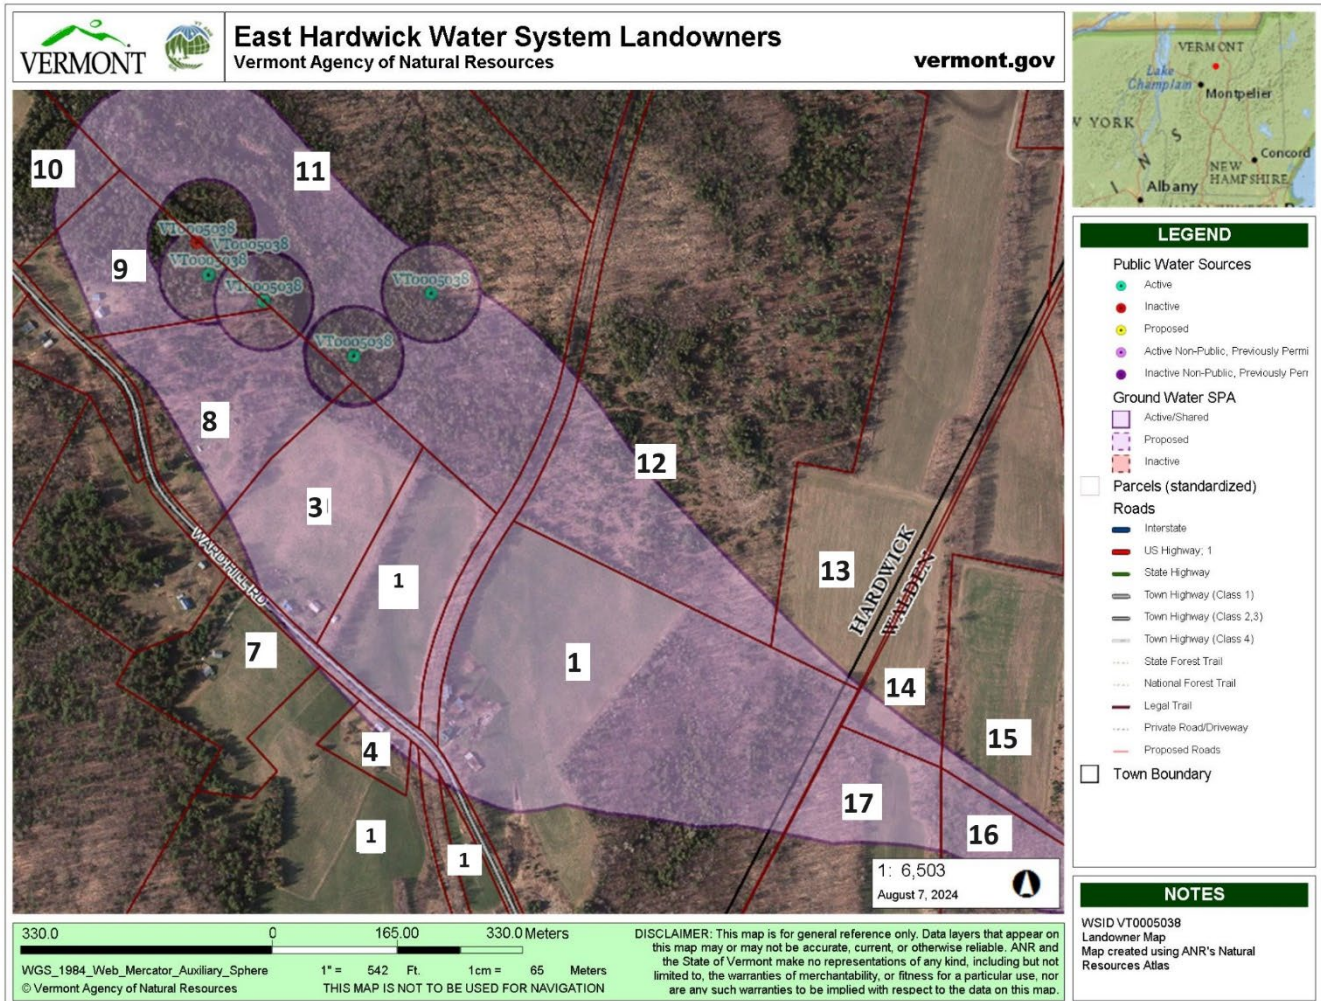 VERMONT
East Hardwick Water System Landowners
Vermont Agency of Natural Resources
vermont.gov
VERMONT
Lake
Champlain
Montpelier
W YORK
Concord
NEW
HAMPSHIRE
Albany
I N S
10
11
VT0005038
VT0005038
VT0005038
VT0005038
VT0005038
VT0005038
9
8
12
3
WARD HILL RD
1
13
HARDWICK
WALDEN
7
1
14
4
15
17
16
1
1
1: 6,503
August 7, 2024
LEGEND
Public Water Sources
Active
Inactive
Proposed
Active Non-Public, Previously Permi
Inactive Non-Public, Previously Perr
Ground Water SPA
Active/Shared
Proposed
Inactive
Parcels (standardized)
Roads
Interstate
US Highway; 1
State Highway
Town Highway (Class 1)
Town Highway (Class 2,3)
Town Highway (Class 4)
State Forest Trail
National Forest Trail
Legal Trail
Private Road/Driveway
Proposed Roads
Town Boundary
NOTES
WSID VT0005038
Landowner Map
Map created using ANR's Natural
Resources Atlas
330.0 0 165.00 330.0 Meters
WGS_1984_Web_Mercator_Auxiliary_Sphere 1" = 542 Ft. 1cm = 65 Meters
© Vermont Agency of Natural Resources THIS MAP IS NOT TO BE USED FOR NAVIGATION
DISCLAIMER: This map is for general reference only. Data layers that appear on
this map may or may not be accurate, current, or otherwise reliable. ANR and
the State of Vermont make no representations of any kind, including but not
limited to, the warranties of merchantability, or fitness for a particular use, nor
are any such warranties to be implied with respect to the data on this map.